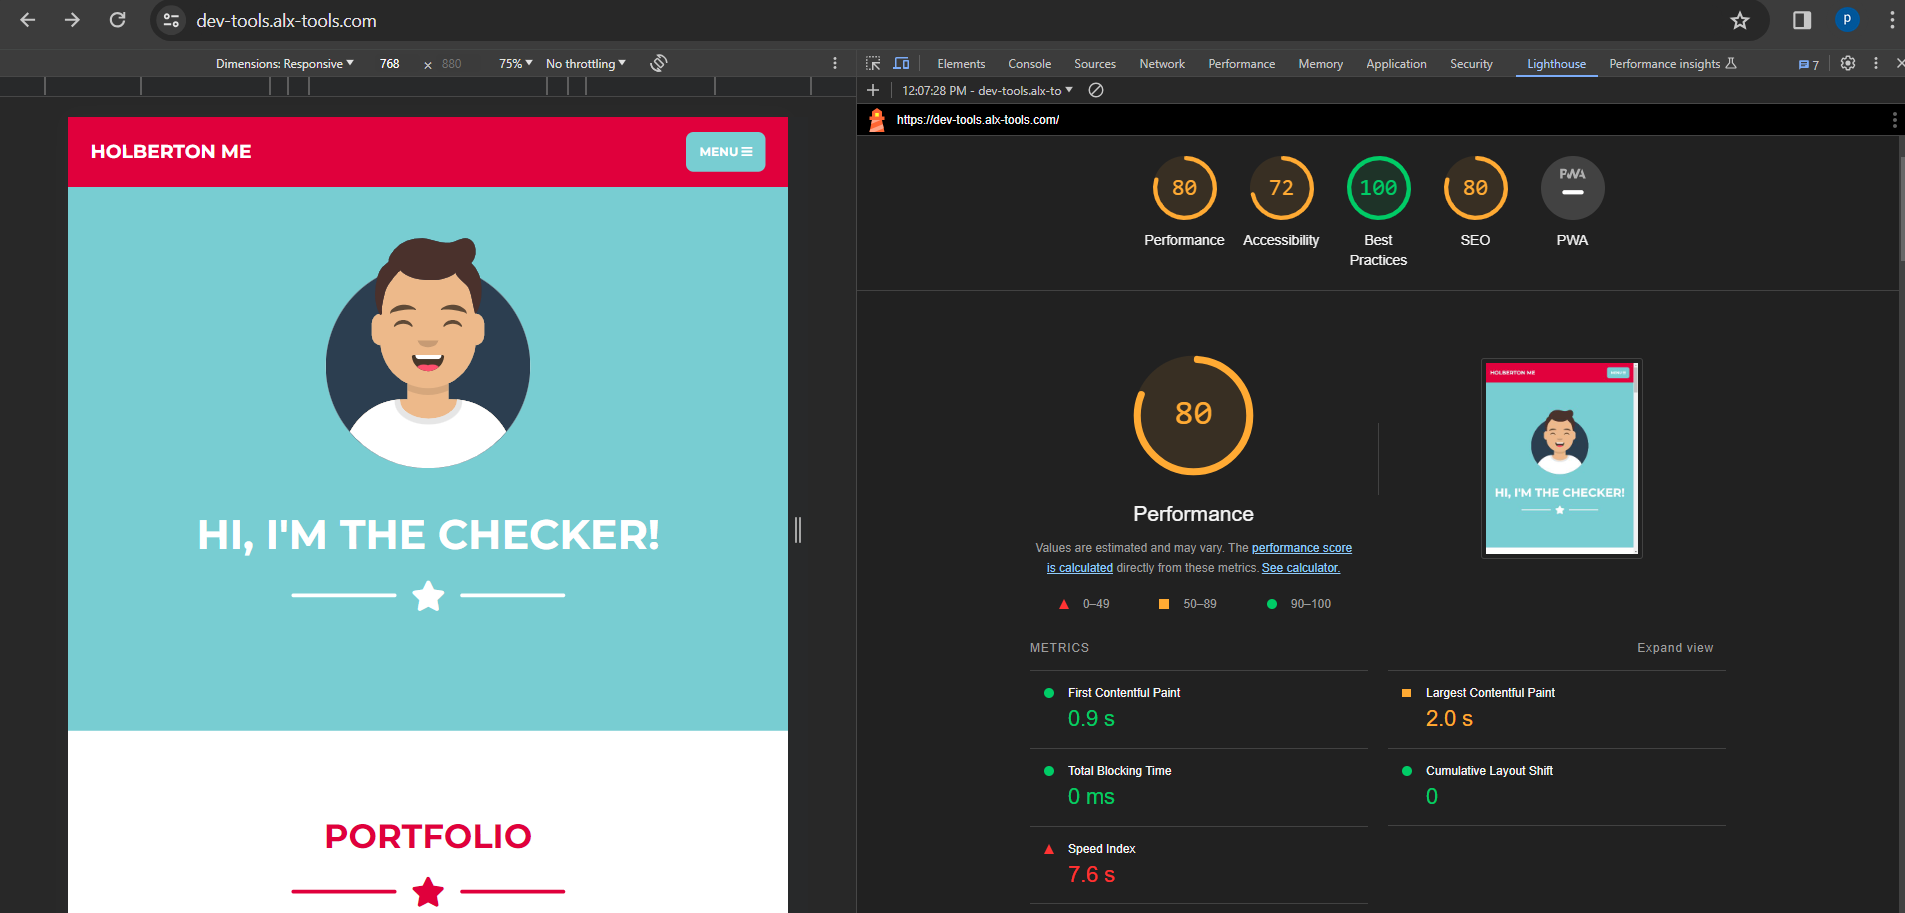 dev-tools.alx-tools.com
p
Dimensions: Responsive
768
×
880
75%
No throttling
Elements
Console
Sources
Network
Performance
Memory
Application
Security
Lighthouse
Performance insights
7
12:07:28 PM - dev-tools.alx-to
https://dev-tools.alx-tools.com/
HOLBERTON ME
MENU
HI, I'M THE CHECKER!
PORTFOLIO
80
72
100
80
PWA
Performance
Accessibility
Best
Practices
SEO
PWA
80
Performance
Values are estimated and may vary. The performance score
is calculated directly from these metrics. See calculator.
0–49
50–89
90–100
HOLBERTON ME
MENU
HI, I'M THE CHECKER!
METRICS
Expand view
First Contentful Paint
0.9 s
Largest Contentful Paint
2.0 s
Total Blocking Time
0 ms
Cumulative Layout Shift
0
Speed Index
7.6 s